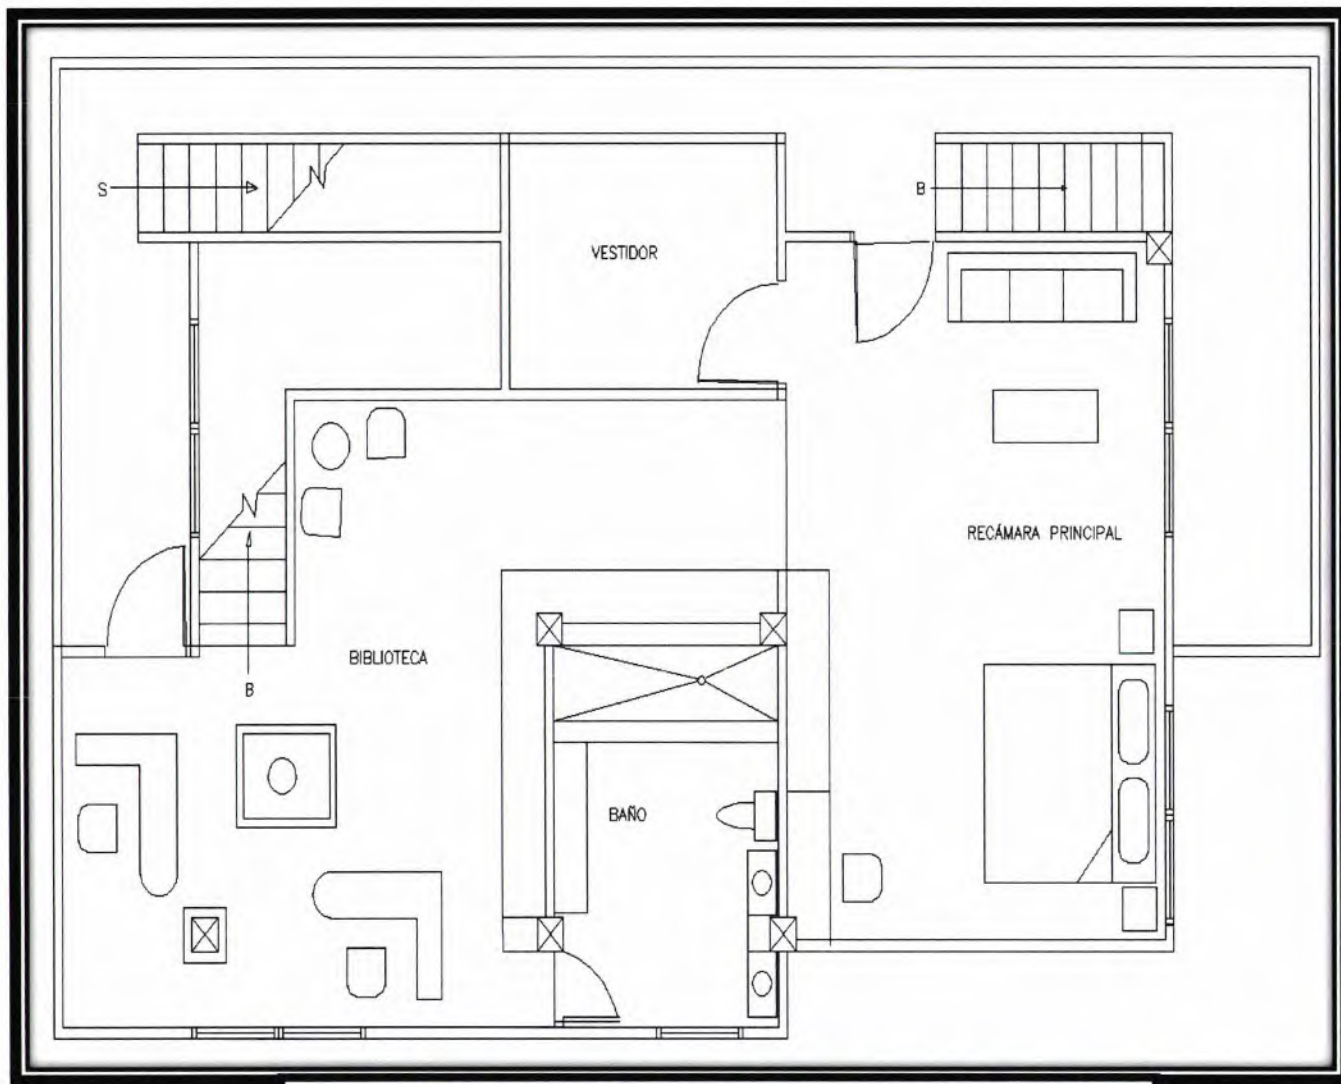 S
B
VESTIDOR
RECÁMARA PRINCIPAL
BIBLIOTECA
B
BAÑO